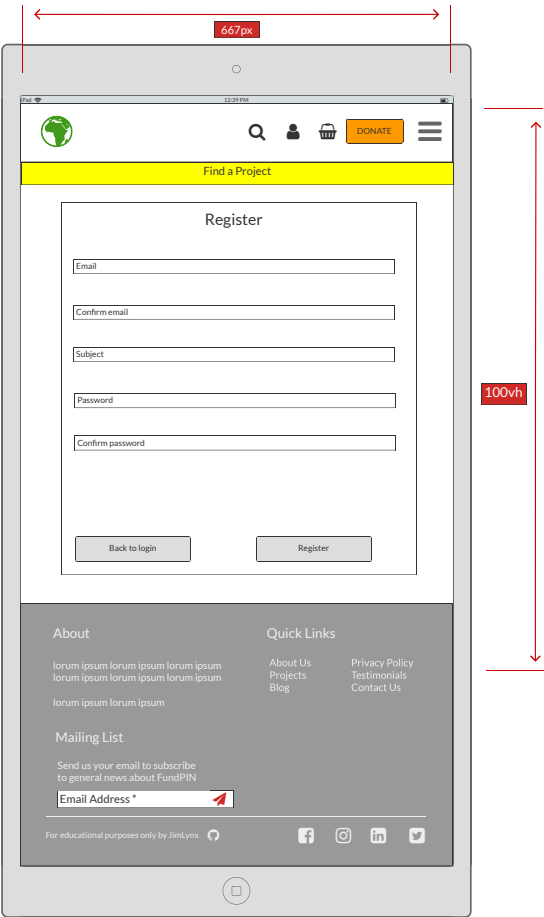 667px
iPad
12:39 PM
DONATE
Find a Project
Register
Email
Confirm email
Subject
Password
Confirm password
Back to login
Register
100vh
About
lorum ipsum lorum ipsum lorum ipsum
lorum ipsum lorum ipsum lorum ipsum
lorum ipsum lorum ipsum
Quick Links
About Us
Projects
Blog
Privacy Policy
Testimonials
Contact Us
Mailing List
Send us your email to subscribe
to general news about FundPIN
Email Address *
For educational purposes only by JimLynx